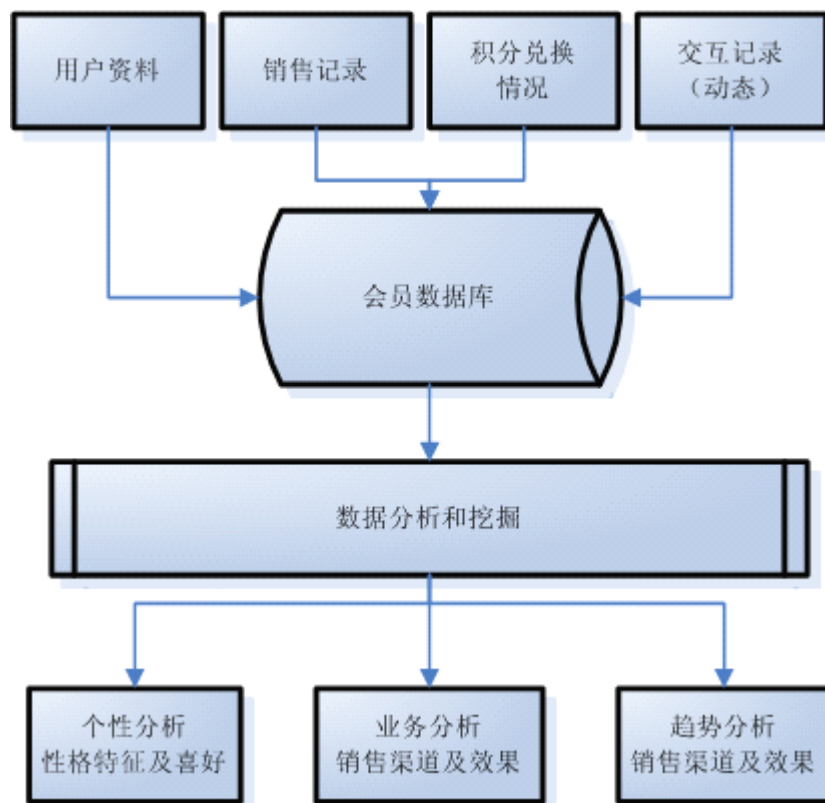 用户资料
销售记录
积分兑换
情况
交互记录
（动态）
会员数据库
数据分析和挖掘
个性分析
性格特征及喜好
业务分析
销售渠道及效果
趋势分析
销售渠道及效果